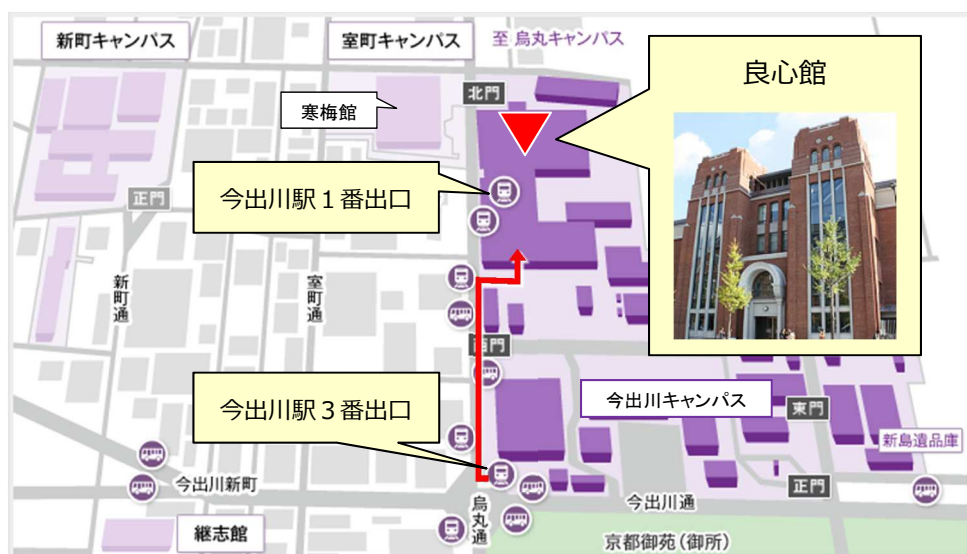 新町キャンパス
室町キャンパス
至 烏丸キャンパス
良心館
北門
寒梅館
今出川駅１番出口
正門
新町通
室町通
西門
今出川駅３番出口
今出川キャンパス
東門
新島遺品庫
今出川新町
正門
烏丸通
今出川通
継志館
京都御苑(御所)